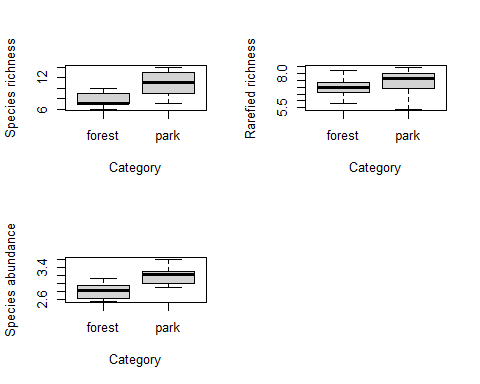 Species richness
12
6
forest park
Category
Rarefied richness
8.0
5.5
forest park
Category
Species abundance
3.4
2.6
forest park
Category